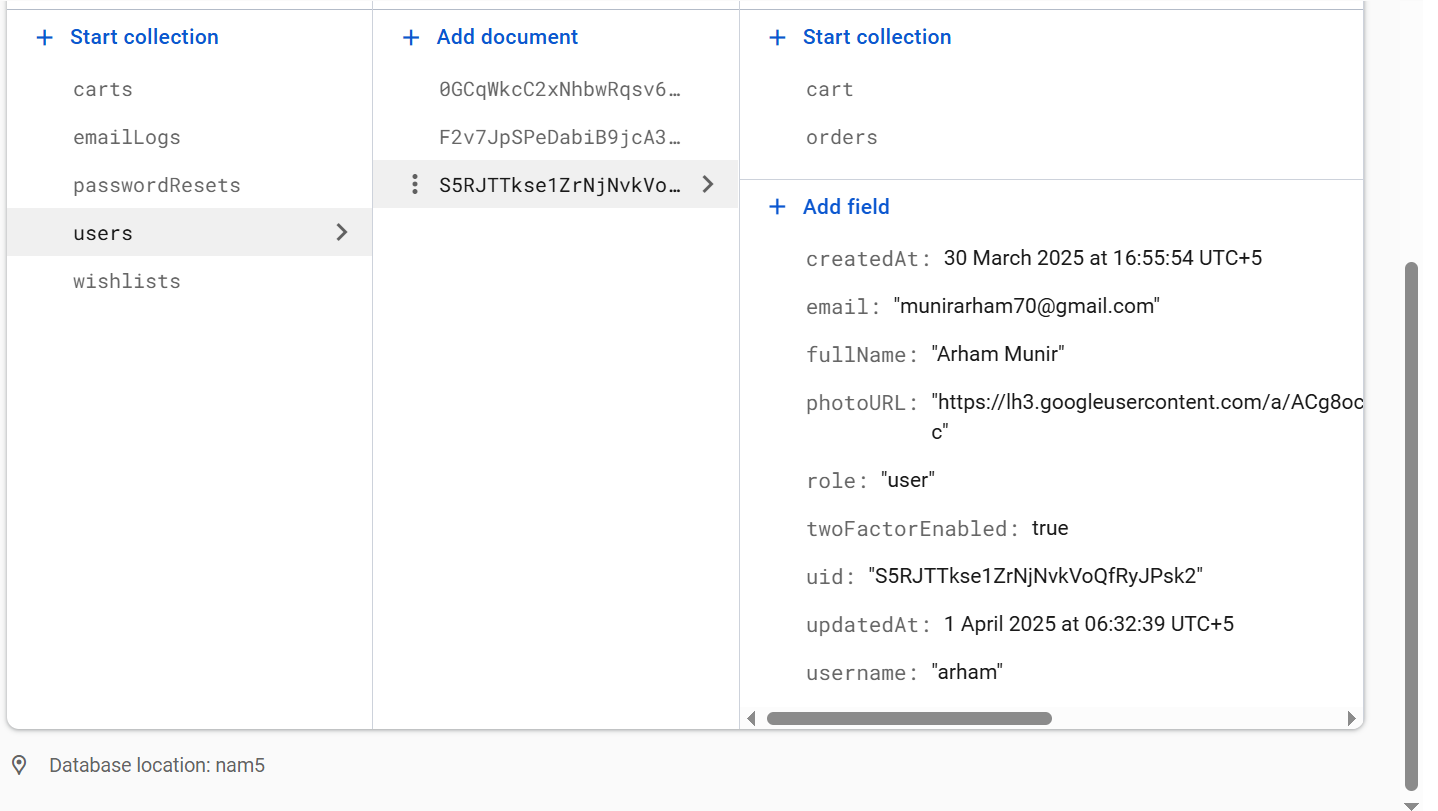 Start collection
carts
emailLogs
passwordResets
users
wishlists
Add document
0GCqWkcC2xNhbwRqsv6…
F2v7JpSPeDabiB9jcA3…
S5RJTTkse1ZrNjNvkVo…
Start collection
cart
orders
Add field
createdAt: 30 March 2025 at 16:55:54 UTC+5
email: "munirarham70@gmail.com"
fullName: "Arham Munir"
photoURL: "https://lh3.googleusercontent.com/a/ACg8oc
c"
role: "user"
twoFactorEnabled: true
uid: "S5RJTTkse1ZrNjNvkVoQfRyJPsk2"
updatedAt: 1 April 2025 at 06:32:39 UTC+5
username: "arham"
Database location: nam5